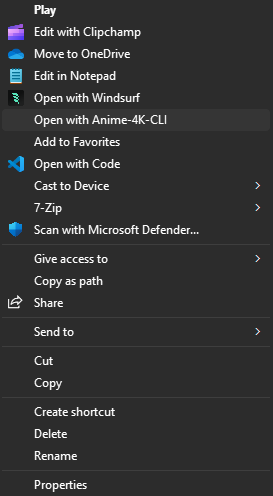 Play
Edit with Clipchamp
Move to OneDrive
Edit in Notepad
Open with Windsurf
Open with Anime-4K-CLI
Add to Favorites
Open with Code
Cast to Device
7-Zip
Scan with Microsoft Defender...
Give access to
Copy as path
Share
Send to
Cut
Copy
Create shortcut
Delete
Rename
Properties